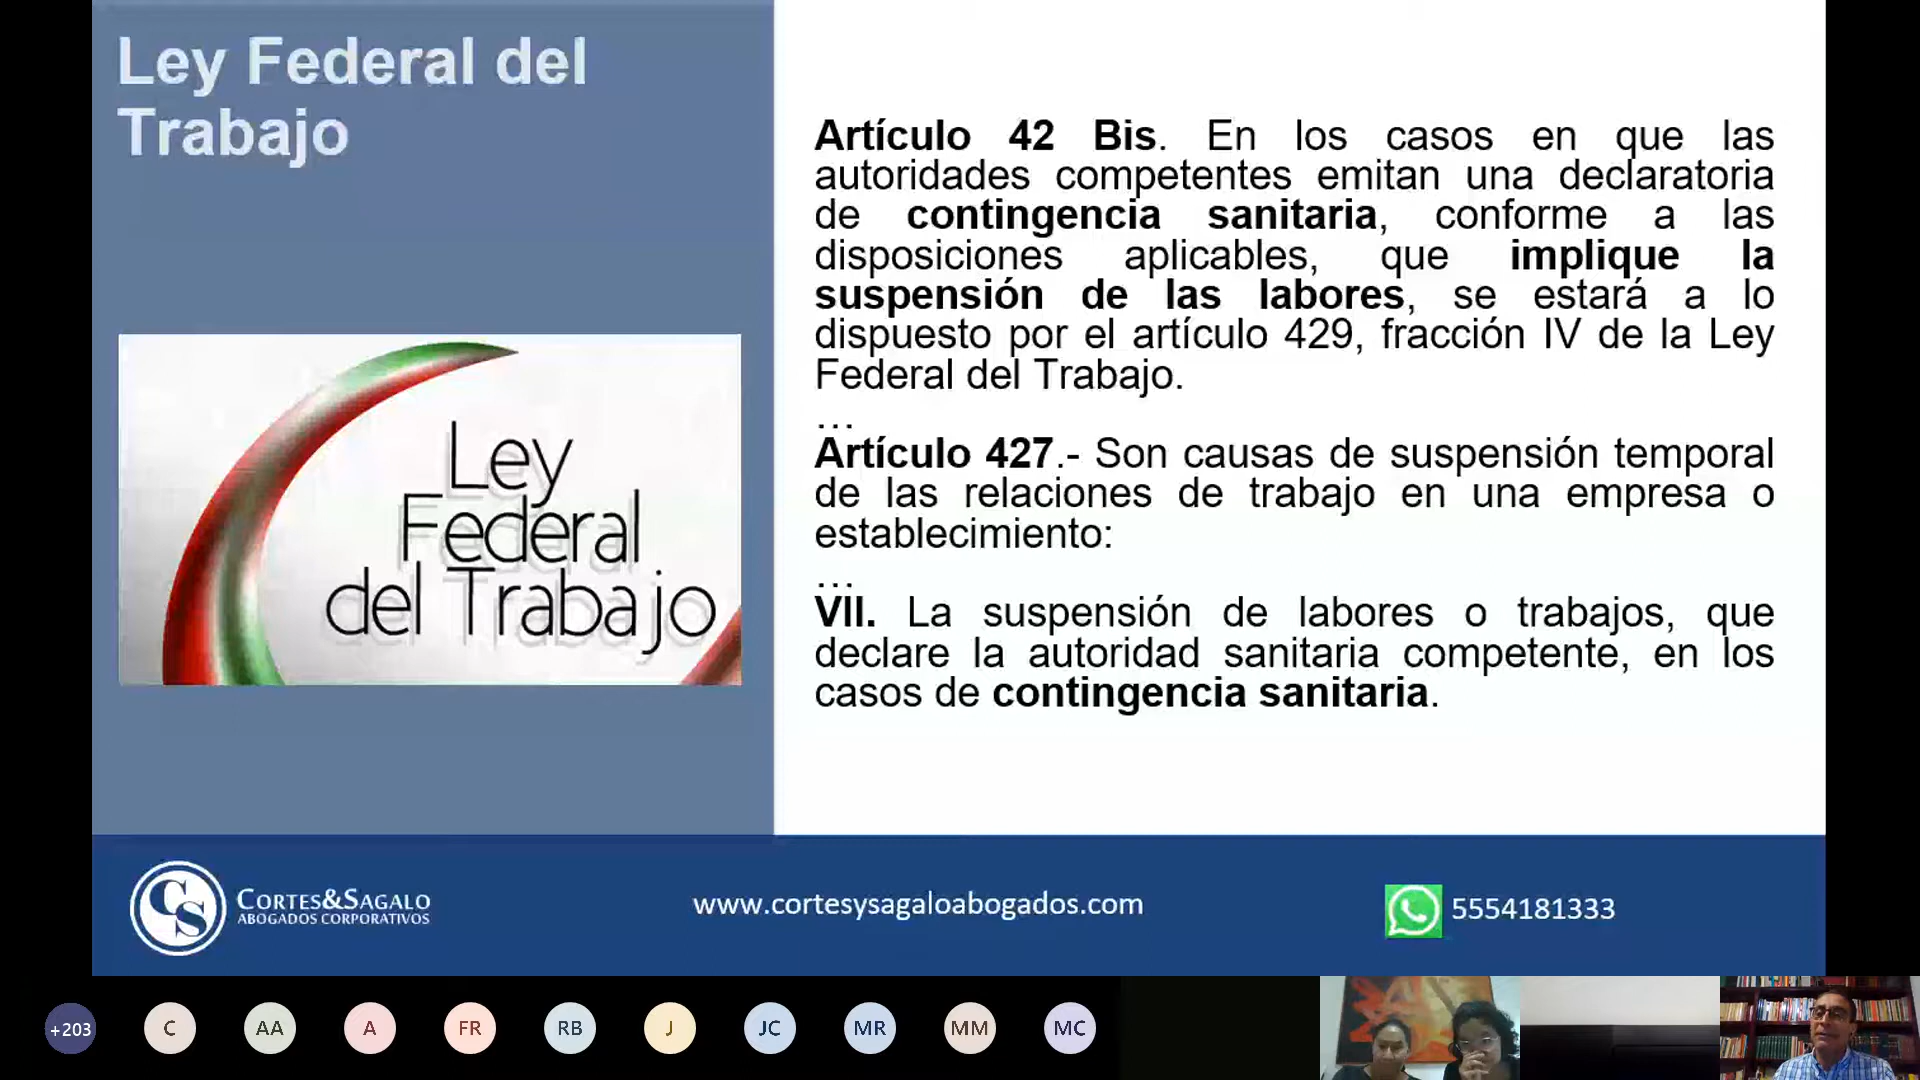 Ley Federal del
Trabajo
Ley
Federal
del Trabajo
Artículo 42 Bis. En los casos en que las
autoridades competentes emitan una declaratoria
de contingencia sanitaria, conforme a las
disposiciones aplicables, que implique la
suspensión de las labores, se estará a lo
dispuesto por el artículo 429, fracción IV de la Ley
Federal del Trabajo.
...
Artículo 427.- Son causas de suspensión temporal
de las relaciones de trabajo en una empresa o
establecimiento:
...
VII. La suspensión de labores o trabajos, que
declare la autoridad sanitaria competente, en los
casos de contingencia sanitaria.
CS
CORTES&SAGALO
ABOGADOS CORPORATIVOS
www.cortesysagaloabogados.com
5554181333
+203 C AA A FR RB J JC MR MM MC